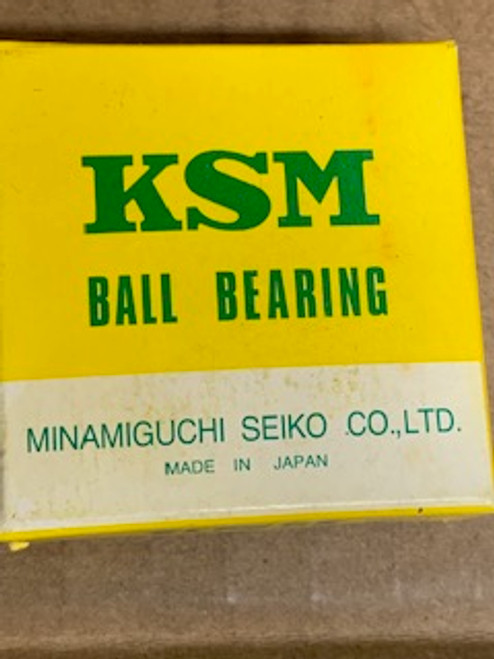 KSM
BALL BEARING
MINAMIGUCHI SEIKO CO.,LTD.
MADE IN JAPAN